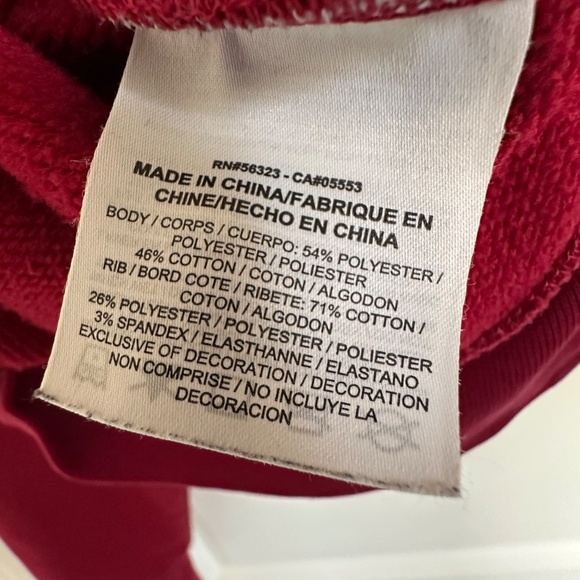 RN#56323 - CA#05553
MADE IN CHINA/FABRIQUE EN
CHINE/HECHO EN CHINA
BODY / CORPS / CUERPO: 54% POLYESTER /
POLYESTER / POLIESTER
46% COTTON / COTON / ALGODON
RIB / BORD COTE / RIBETE: 71% COTTON /
COTON / ALGODON
26% POLYESTER / POLYESTER / POLIESTER
3% SPANDEX / ELASTHANNE / ELASTANO
EXCLUSIVE OF DECORATION / DECORATION
NON COMPRISE / NO INCLUYE LA
DECORACION